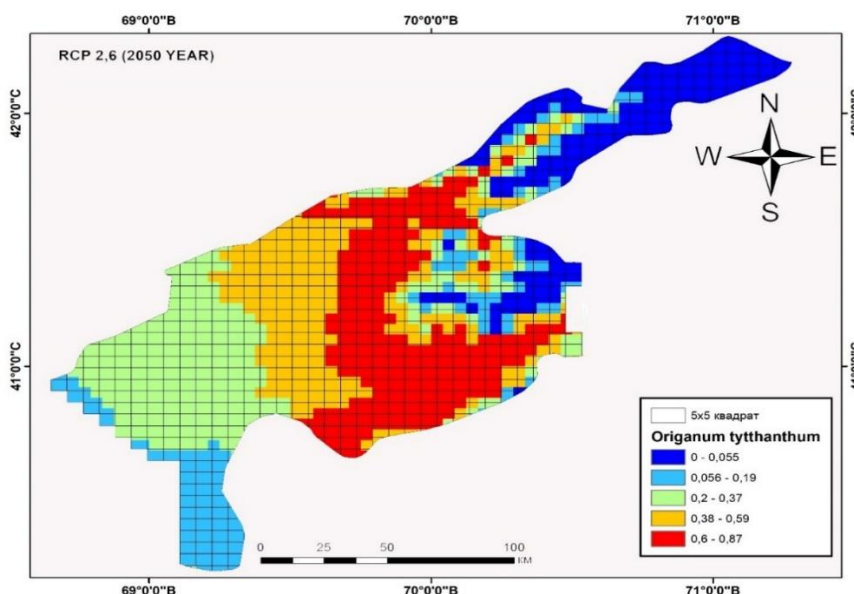 69°0'0"B 70°0'0"B 71°0'0"B
RCP 2,6 (2050 YEAR)
42°0'0"C
N
W E
S
41°0'0"C
5x5 квадрат
Origanum tytthanthum
0 - 0,055
0,056 - 0,19
0,2 - 0,37
0,38 - 0,59
0,6 - 0,87
0 25 50 100
КМ
69°0'0"B 70°0'0"B 71°0'0"B